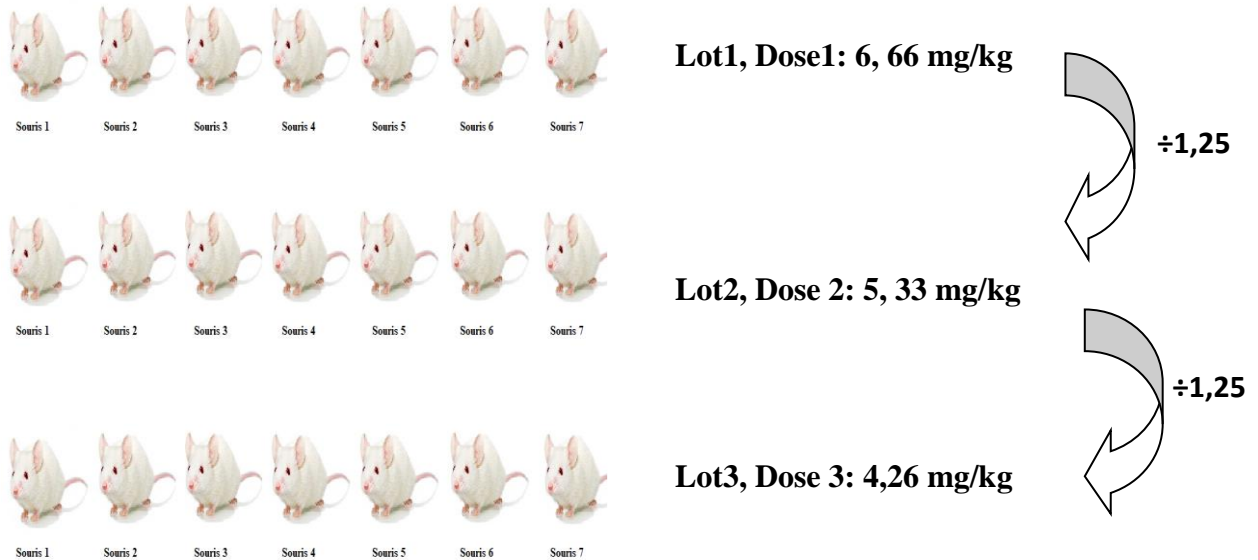 Lot1, Dose1: 6, 66 mg/kg
÷1,25
Souris 1 Souris 2 Souris 3 Souris 4 Souris 5 Souris 6 Souris 7
Lot2, Dose 2: 5, 33 mg/kg
Souris 1 Souris 2 Souris 3 Souris 4 Souris 5 Souris 6 Souris 7
÷1,25
Lot3, Dose 3: 4,26 mg/kg
Souris 1 Souris 2 Souris 3 Souris 4 Souris 5 Souris 6 Souris 7